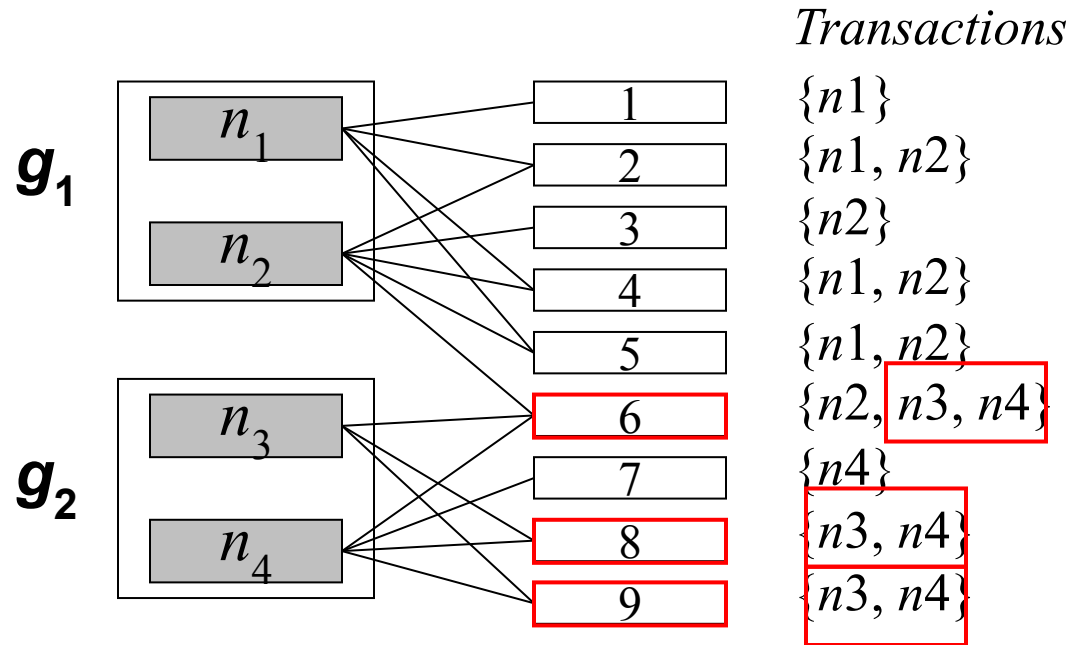 Transactions
g1
n1
n2
g2
n3
n4
1
2
3
4
5
6
7
8
9
{n1}
{n1, n2}
{n2}
{n1, n2}
{n1, n2}
{n2, n3, n4}
{n4}
{n3, n4}
{n3, n4}